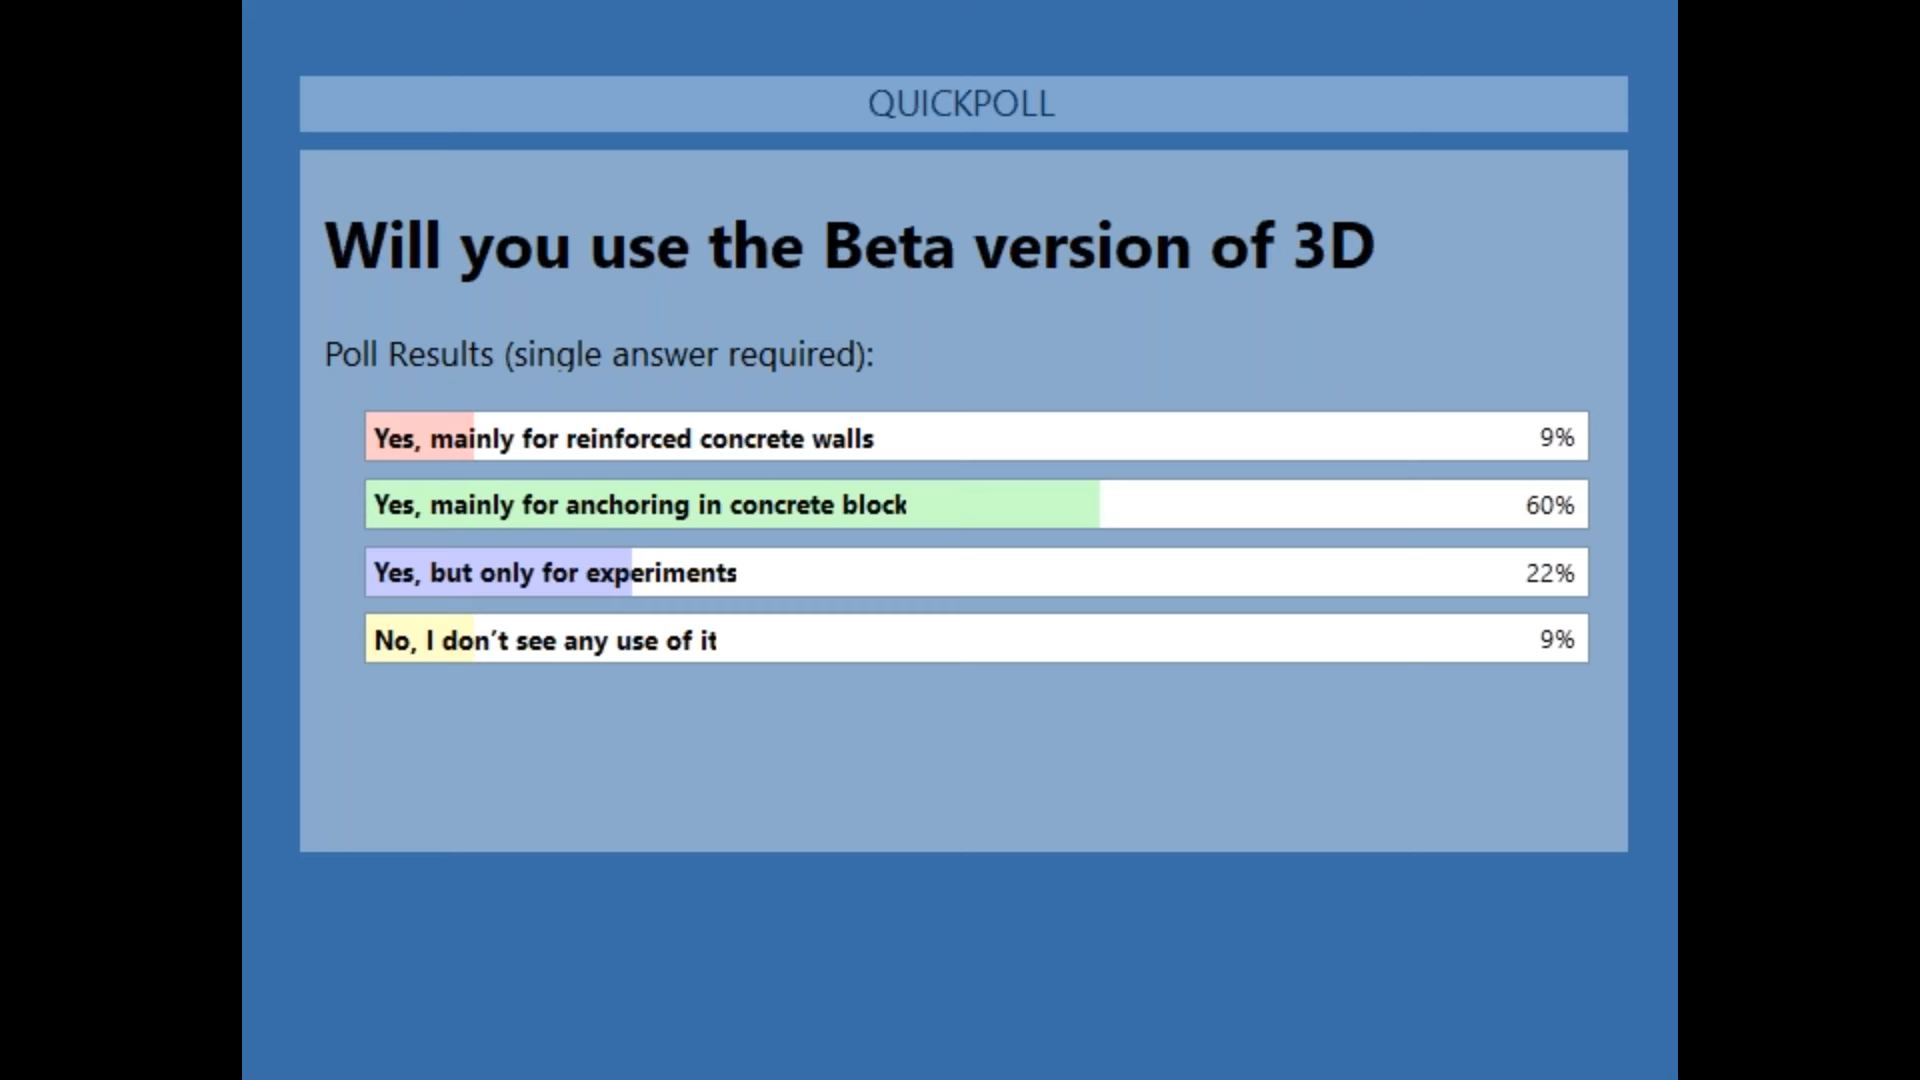 QUICKPOLL
Will you use the Beta version of 3D
Poll Results (single answer required):
Yes, mainly for reinforced concrete walls 9%
Yes, mainly for anchoring in concrete block 60%
Yes, but only for experiments 22%
No, I don’t see any use of it 9%